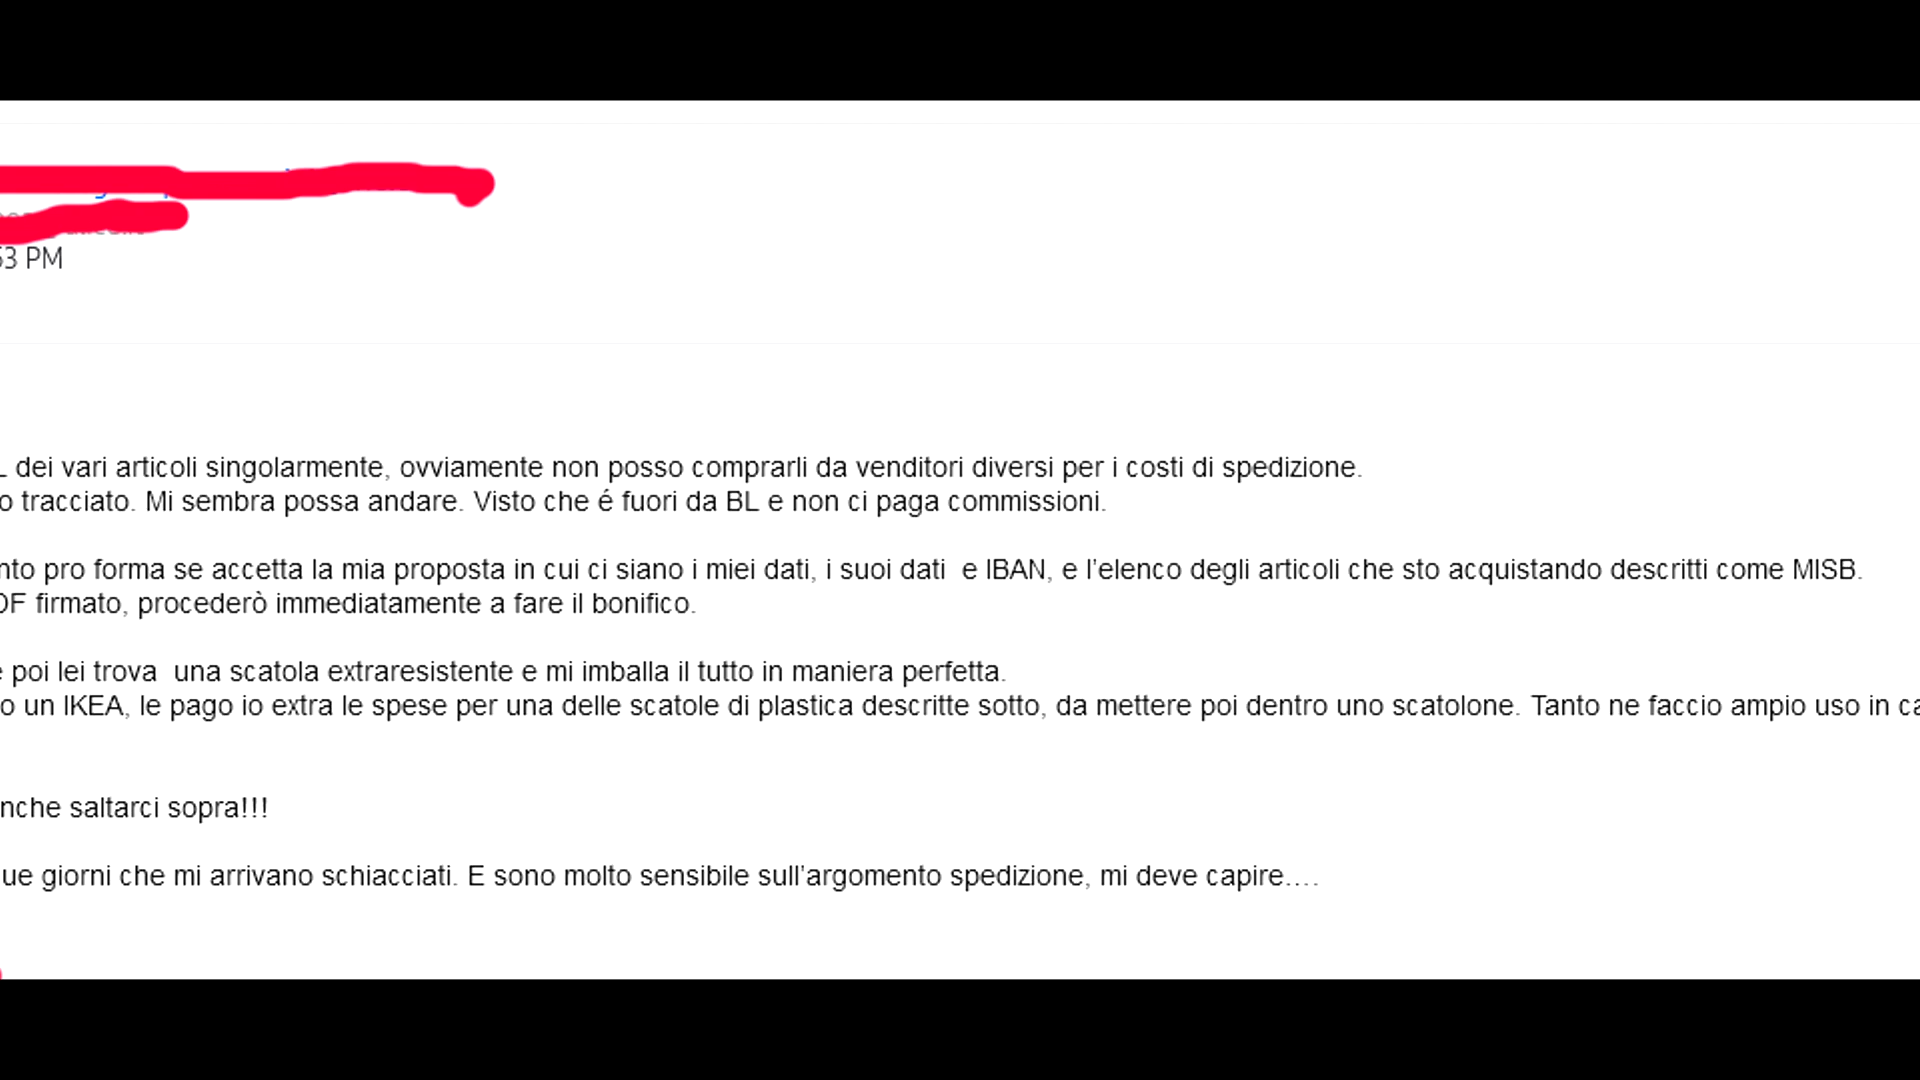 53 PM
dei vari articoli singolarmente, ovviamente non posso comprarli da venditori diversi per i costi di spedizione.
o tracciato. Mi sembra possa andare. Visto che é fuori da BL e non ci paga commissioni.
nto pro forma se accetta la mia proposta in cui ci siano i miei dati, i suoi dati  e IBAN, e l'elenco degli articoli che sto acquistando descritti come MISB.
DF firmato, procederò immediatamente a fare il bonifico.
e poi lei trova  una scatola extraresistente e mi imballa il tutto in maniera perfetta.
o un IKEA, le pago io extra le spese per una delle scatole di plastica descritte sotto, da mettere poi dentro uno scatolone. Tanto ne faccio ampio uso in ca
nche saltarci sopra!!!
ue giorni che mi arrivano schiacciati. E sono molto sensibile sull'argomento spedizione, mi deve capire....